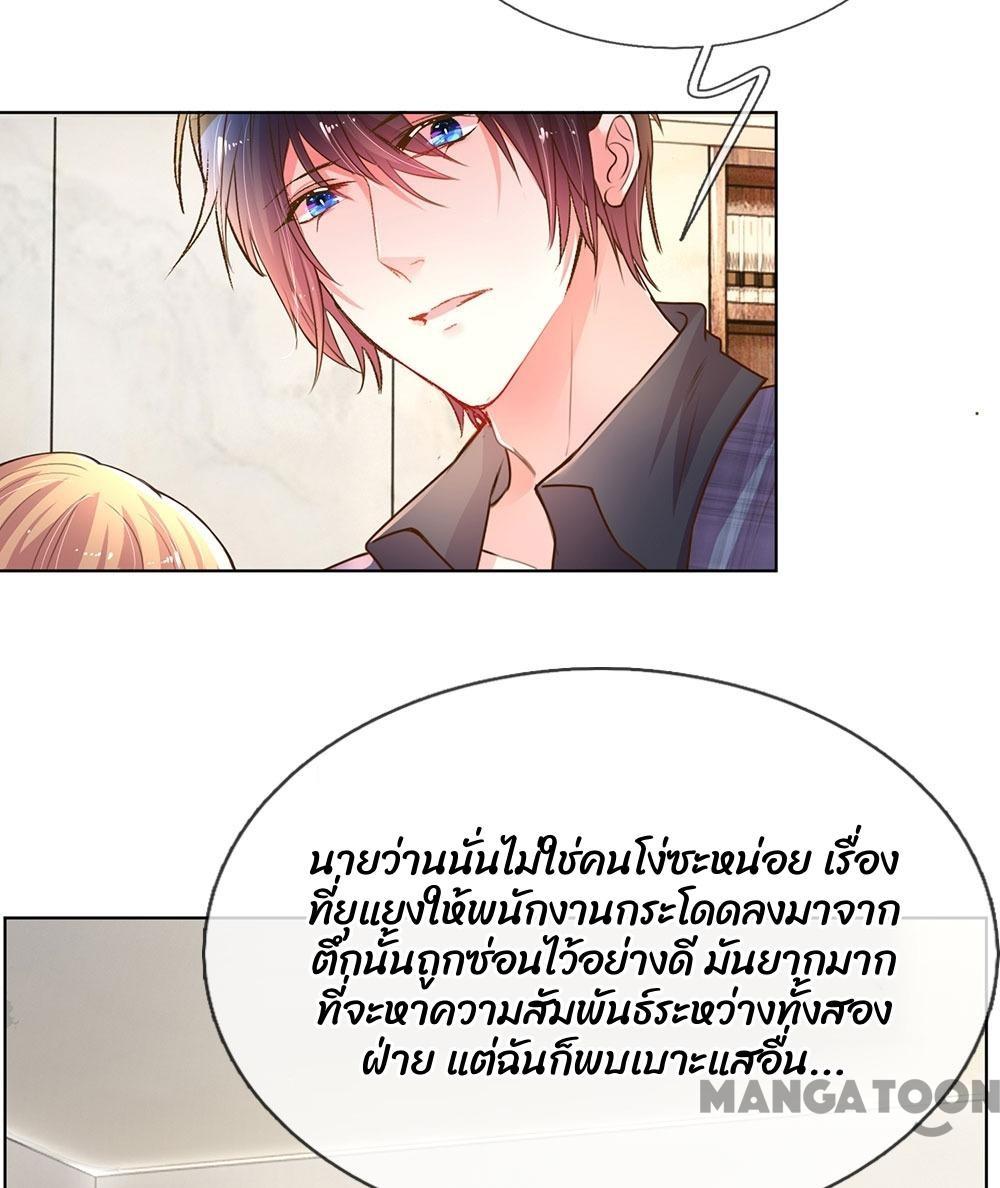 นายว่านนั่นไม่ใช่คนโง่ซะหน่อย เรื่อง
ที่ยุแยงให้พนักงานกระโดดลงมาจาก
ตึกนั้นถูกซ่อนไว้อย่างดี มันยากมาก
ที่จะหาความสัมพันธ์ระหว่างทั้งสอง
ฝ่าย แต่ฉันก็พบเบาะแสอื่น...
MANGATOON